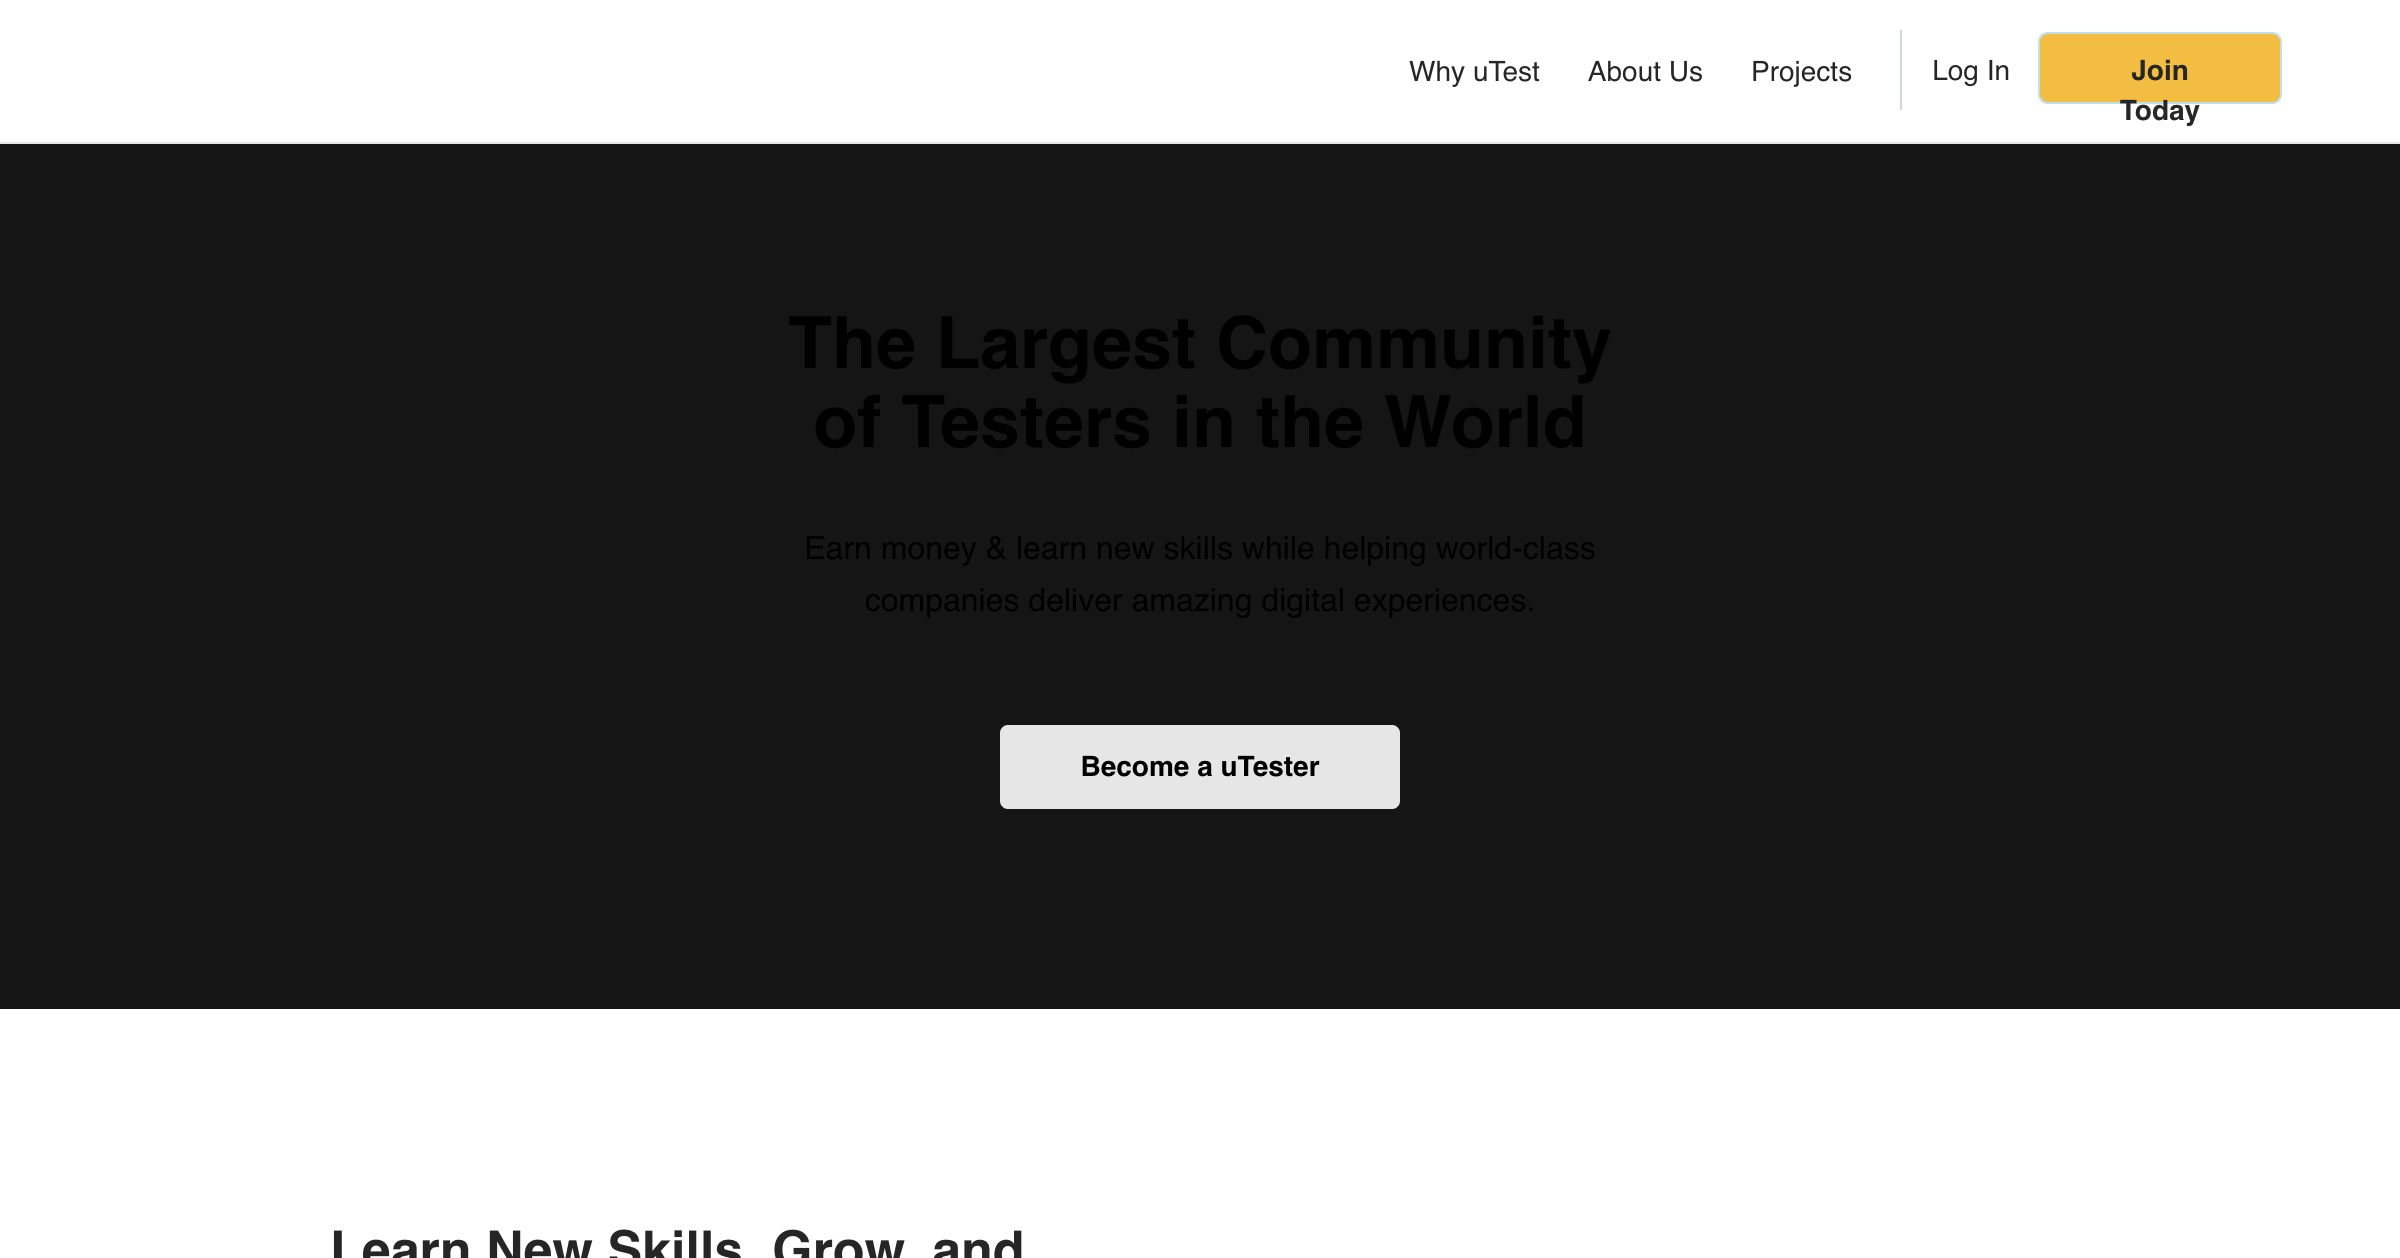 Why uTest
About Us
Projects
Log In
Join
Today
The Largest Community
of Testers in the World
Earn money & learn new skills while helping world-class
companies deliver amazing digital experiences.
Become a uTester
Learn New Skills, Grow, and